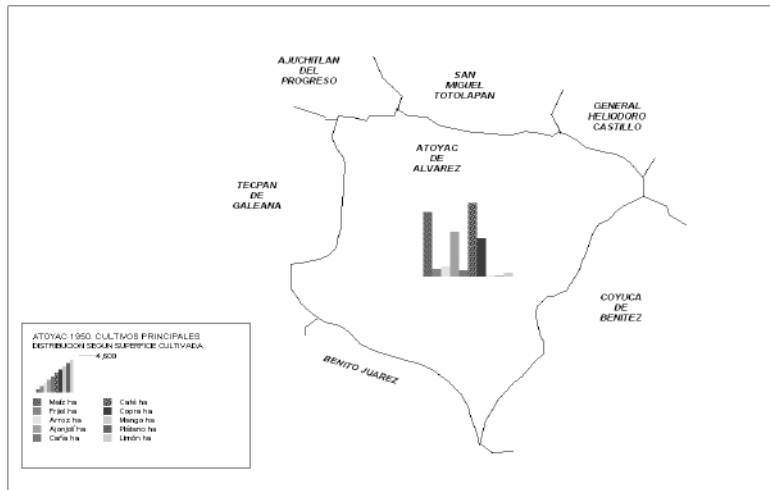 AJUCHITLAN
DEL
PROGRESO
SAN
MIGUEL
TOTOLAPAN
GENERAL
HELIODORO
CASTILLO
ATOYAC
DE
ALVAREZ
TECPAN
DE
GALEANA
COYUCA
DE
BENITEZ
BENITO JUAREZ
ATOYAC 1950. CULTIVOS PRINCIPALES
DISTRIBUCION SEGUN SUPERFICIE CULTIVADA
4,500
Maíz ha
Frijol ha
Arroz ha
Ajonjolí ha
Caña ha
Café ha
Copra ha
Mango ha
Plátano ha
Limón ha